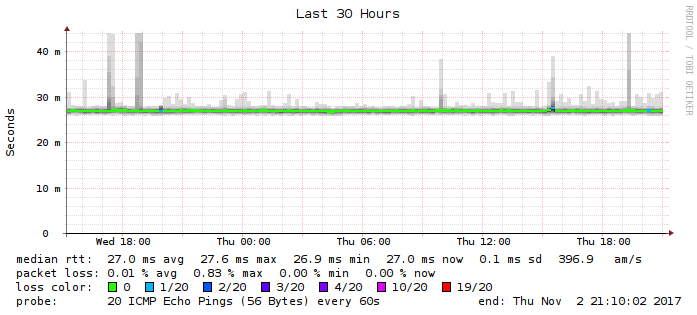 Last 30 Hours
RRDTOOL / TOBI OETIKER
Seconds
40 m
30 m
20 m
10 m
0
Wed 18:00 Thu 00:00 Thu 06:00 Thu 12:00 Thu 18:00
median rtt: 27.0 ms avg 27.6 ms max 26.9 ms min 27.0 ms now 0.1 ms sd 396.9 am/s
packet loss: 0.01 % avg 0.83 % max 0.00 % min 0.00 % now
loss color: 0 1/20 2/20 3/20 4/20 10/20 19/20
probe: 20 ICMP Echo Pings (56 Bytes) every 60s end: Thu Nov 2 21:10:02 2017